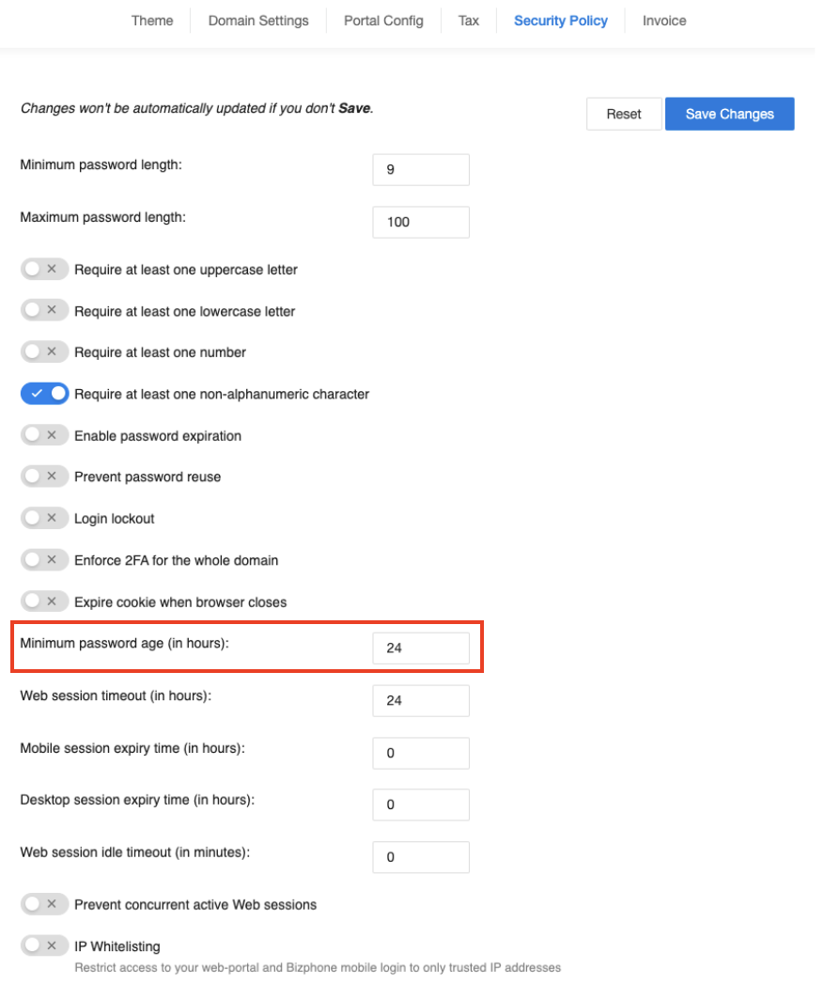 Theme Domain Settings Portal Config Tax Security Policy Invoice
Changes won't be automatically updated if you don't Save.
Reset Save Changes
Minimum password length: 9
Maximum password length: 100
Require at least one uppercase letter
Require at least one lowercase letter
Require at least one number
Require at least one non-alphanumeric character
Enable password expiration
Prevent password reuse
Login lockout
Enforce 2FA for the whole domain
Expire cookie when browser closes
Minimum password age (in hours): 24
Web session timeout (in hours): 24
Mobile session expiry time (in hours): 0
Desktop session expiry time (in hours): 0
Web session idle timeout (in minutes): 0
Prevent concurrent active Web sessions
IP Whitelisting
Restrict access to your web-portal and Bizphone mobile login to only trusted IP addresses